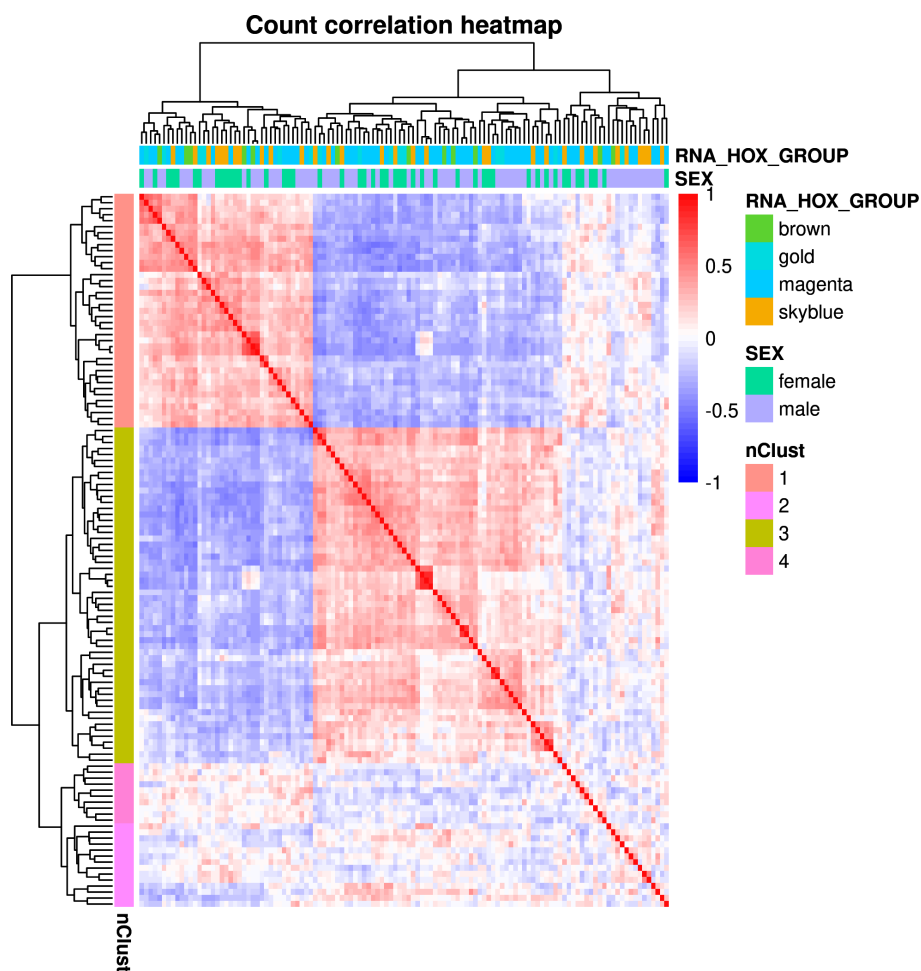 Count correlation heatmap
RNA_HOX_GROUP
SEX
1
0.5
0
-0.5
-1
RNA_HOX_GROUP
brown
gold
magenta
skyblue
SEX
female
male
nClust
1
2
3
4
nClust